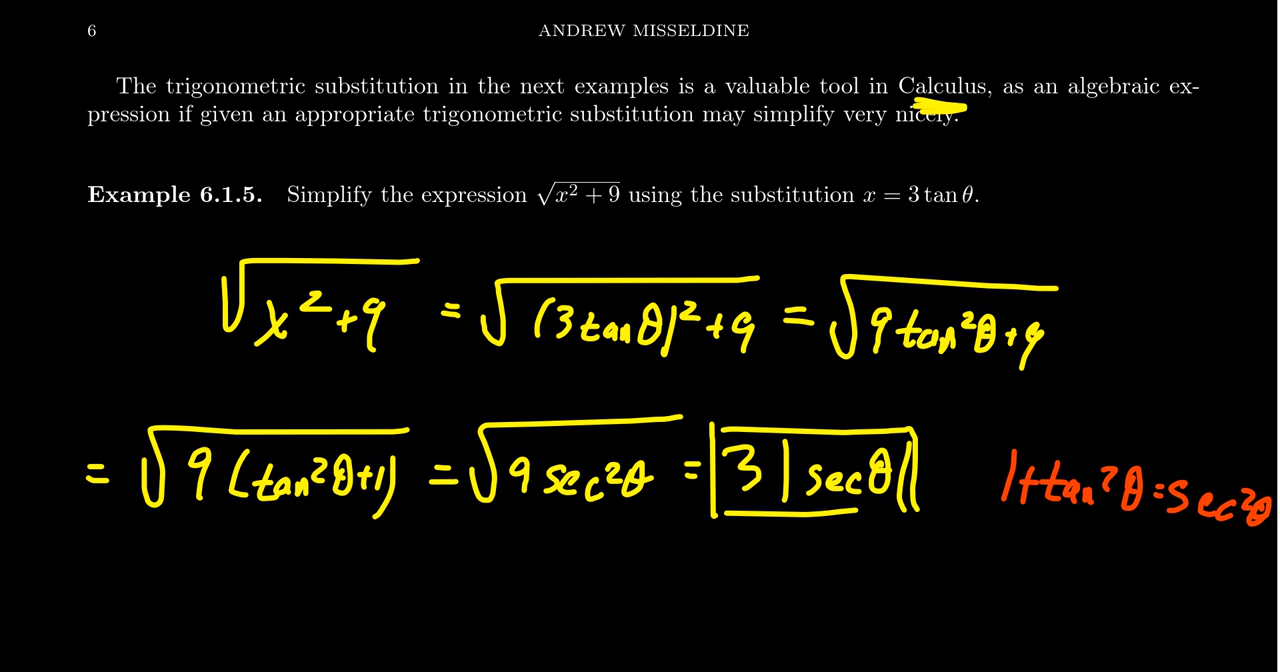 6 ANDREW MISSELDINE
The trigonometric substitution in the next examples is a valuable tool in Calculus, as an algebraic ex-
pression if given an appropriate trigonometric substitution may simplify very nicely.
Example 6.1.5. Simplify the expression √(x² + 9) using the substitution x = 3 tan θ.
√(x²+9) = √((3tanθ)²+9) = √(9tan²θ+9)
= √(9(tan²θ+1)) = √(9sec²θ) = 3|secθ| 1+tan²θ=sec²θ